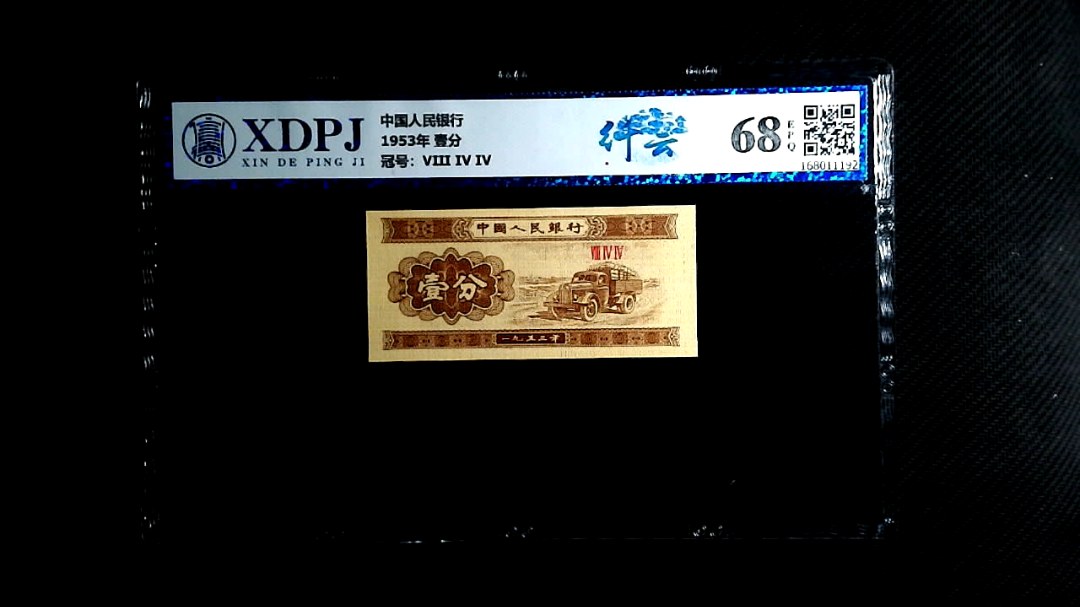 XDPJ
XIN DE PING JI
中国人民银行
1953年 壹分
冠号：VIII IV IV
祥雲
68
EPQ
168011192
中國人民銀行
VIII IV IV
壹分
一九五三年